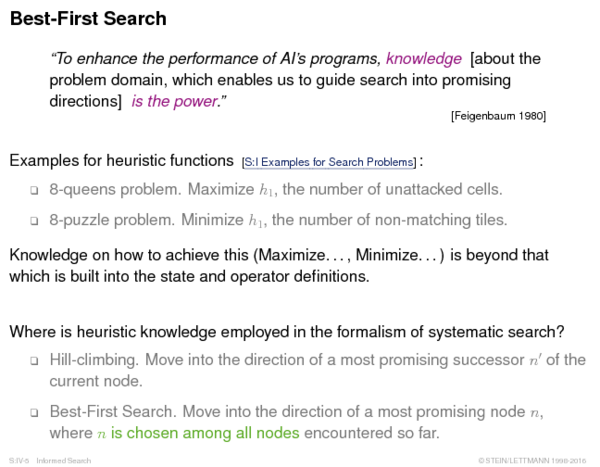 Best-First Search
“To enhance the performance of AI’s programs, knowledge [about the
problem domain, which enables us to guide search into promising
directions] is the power.”
[Feigenbaum 1980]
Examples for heuristic functions [S:I Examples for Search Problems] :
❑ 8-queens problem. Maximize h₁, the number of unattacked cells.
❑ 8-puzzle problem. Minimize h₁, the number of non-matching tiles.
Knowledge on how to achieve this (Maximize. . . , Minimize. . . ) is beyond that
which is built into the state and operator definitions.
Where is heuristic knowledge employed in the formalism of systematic search?
❑ Hill-climbing. Move into the direction of a most promising successor n′ of the
current node.
❑ Best-First Search. Move into the direction of a most promising node n,
where n is chosen among all nodes encountered so far.
S:IV-5 Informed Search
© STEIN/LETTMANN 1998-2016